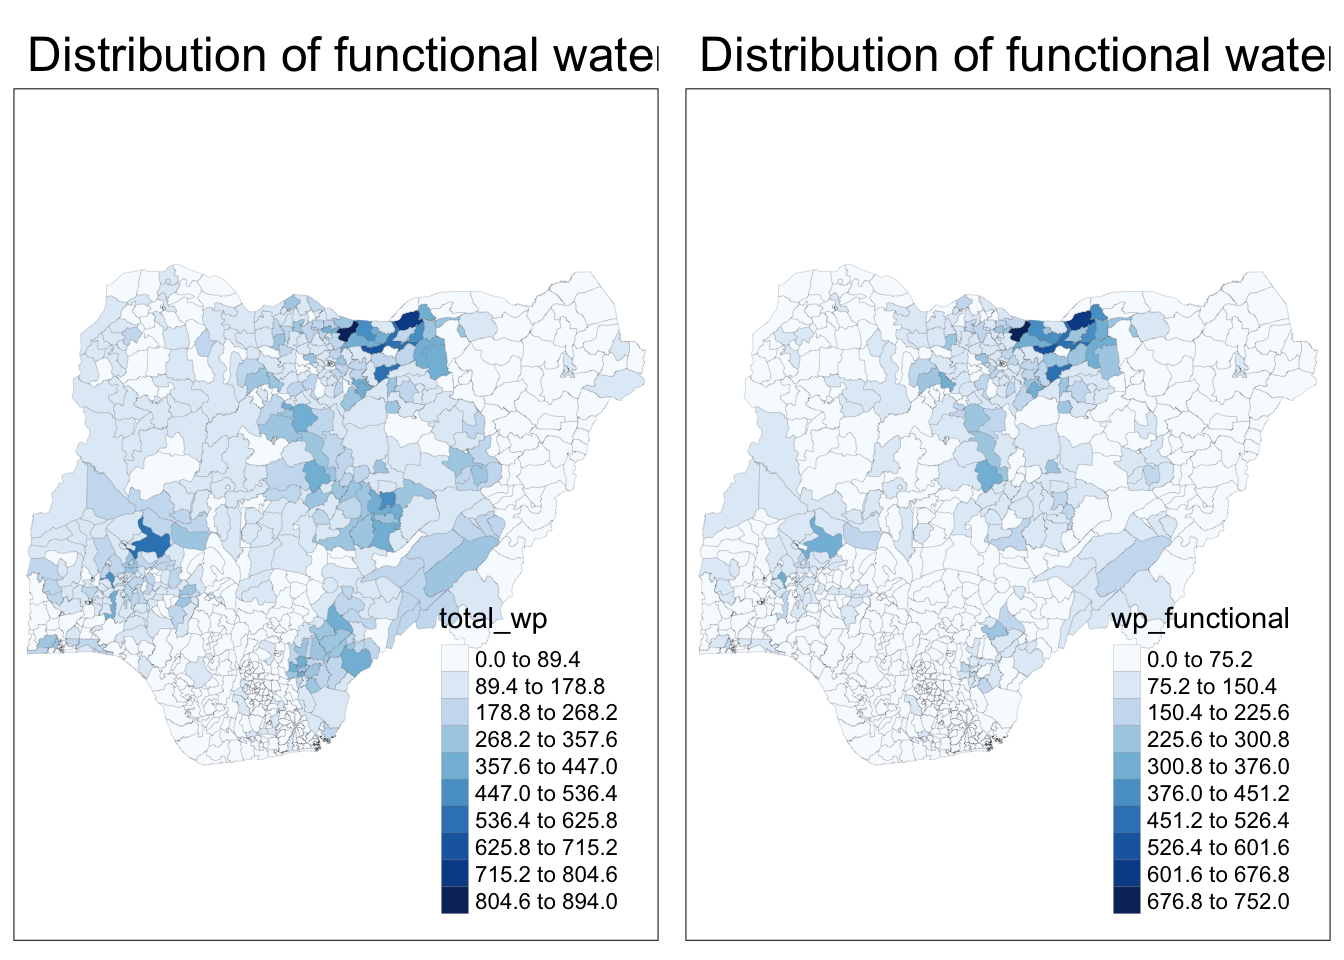 Distribution of functional water
Distribution of functional water
total_wp
0.0 to 89.4
89.4 to 178.8
178.8 to 268.2
268.2 to 357.6
357.6 to 447.0
447.0 to 536.4
536.4 to 625.8
625.8 to 715.2
715.2 to 804.6
804.6 to 894.0
wp_functional
0.0 to 75.2
75.2 to 150.4
150.4 to 225.6
225.6 to 300.8
300.8 to 376.0
376.0 to 451.2
451.2 to 526.4
526.4 to 601.6
601.6 to 676.8
676.8 to 752.0